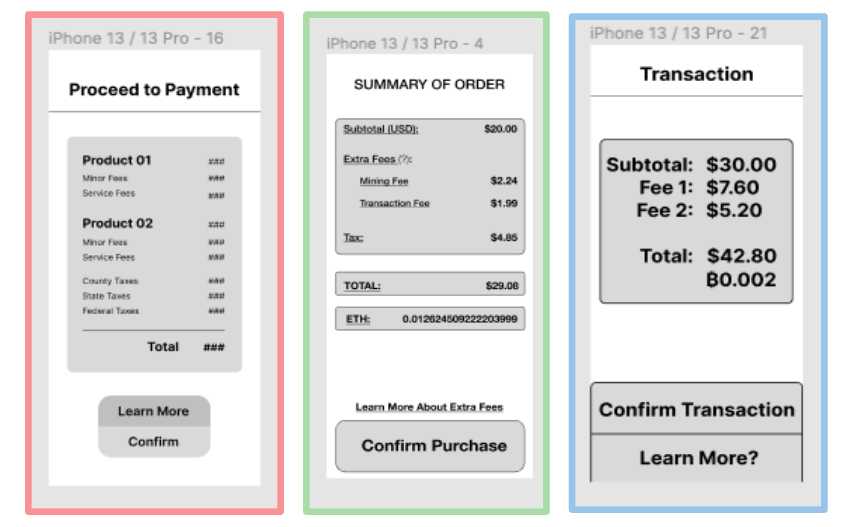 iPhone 13 / 13 Pro - 16
Proceed to Payment
Product 01 ###
Minor Fees ###
Service Fees ###
Product 02 ###
Minor Fees ###
Service Fees ###
County Taxes ###
State Taxes ###
Federal Taxes ###
Total ###
Learn More
Confirm
iPhone 13 / 13 Pro - 4
SUMMARY OF ORDER
Subtotal (USD): $20.00
Extra Fees (?):
Mining Fee $2.24
Transaction Fee $1.99
Tax: $4.85
TOTAL: $29.08
ETH: 0.012624509222203999
Learn More About Extra Fees
Confirm Purchase
iPhone 13 / 13 Pro - 21
Transaction
Subtotal: $30.00
Fee 1: $7.60
Fee 2: $5.20
Total: $42.80
฿0.002
Confirm Transaction
Learn More?